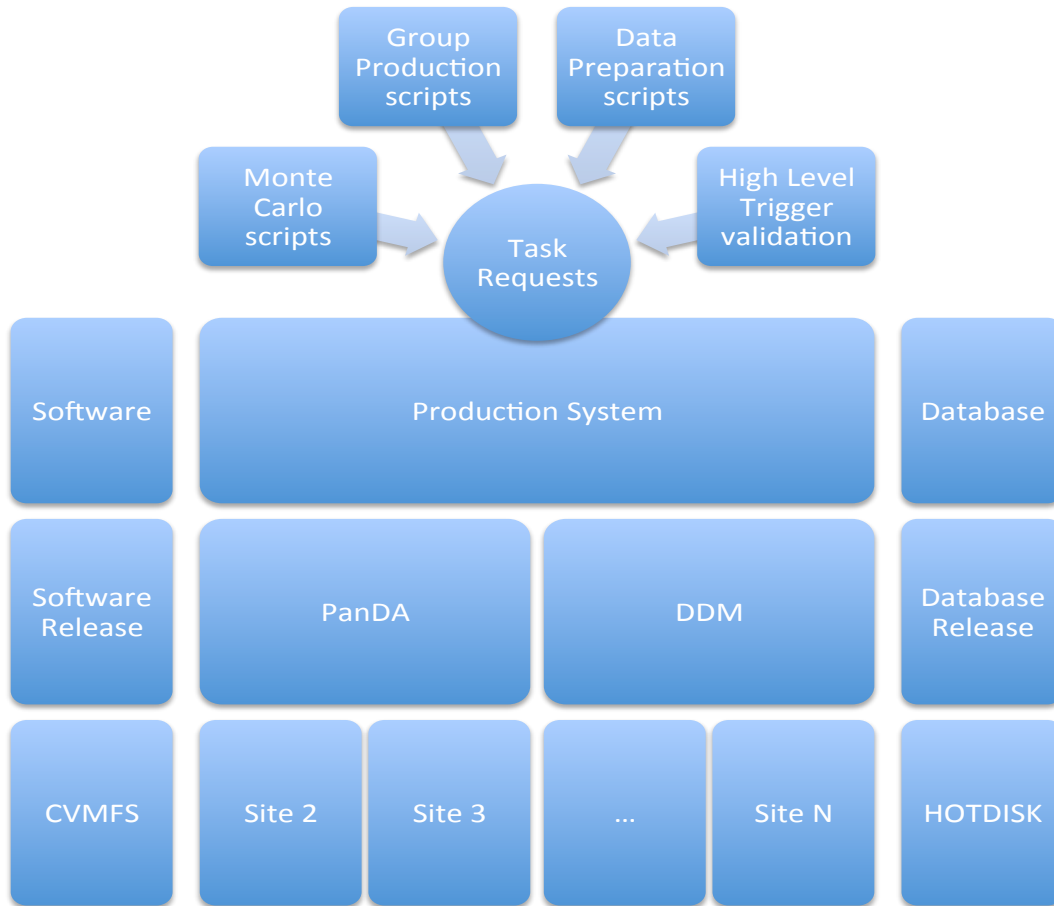 Group
Production
scripts
Data
Preparation
scripts
Monte
Carlo
scripts
High Level
Trigger
validation
Task
Requests
Software
Production System
Database
Software
Release
PanDA
DDM
Database
Release
CVMFS
Site 2
Site 3
...
Site N
HOTDISK